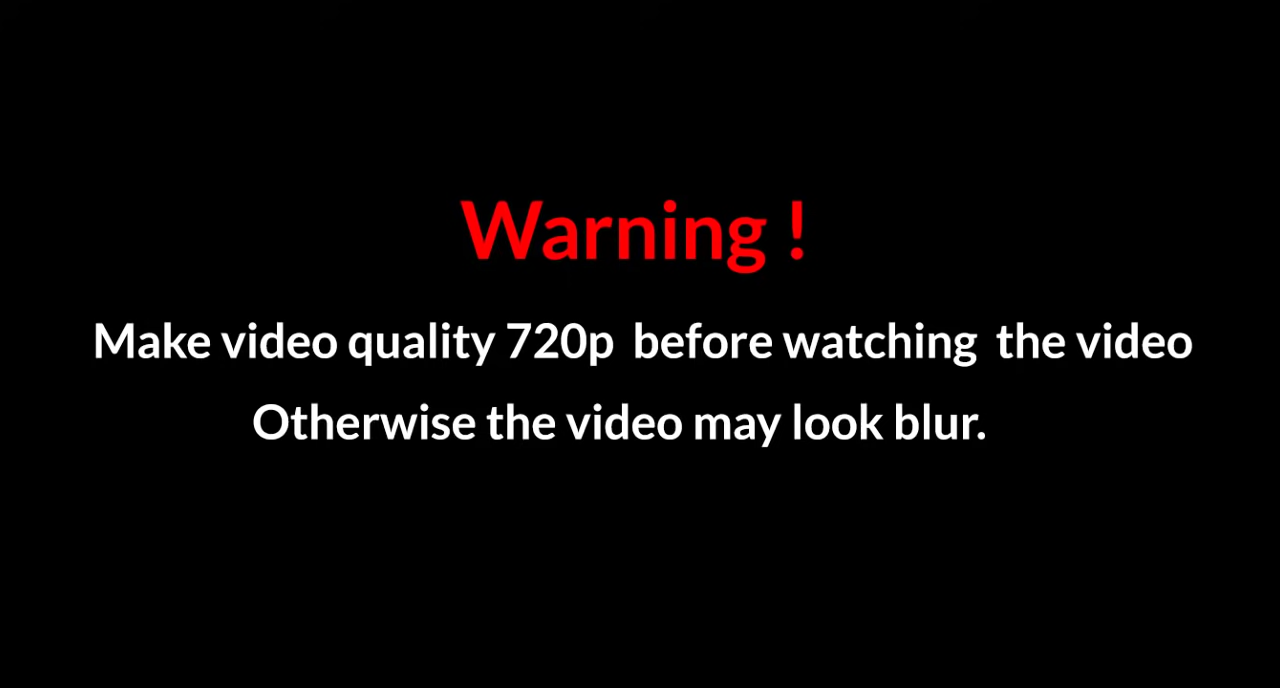 Warning !
Make video quality 720p before watching the video
Otherwise the video may look blur.